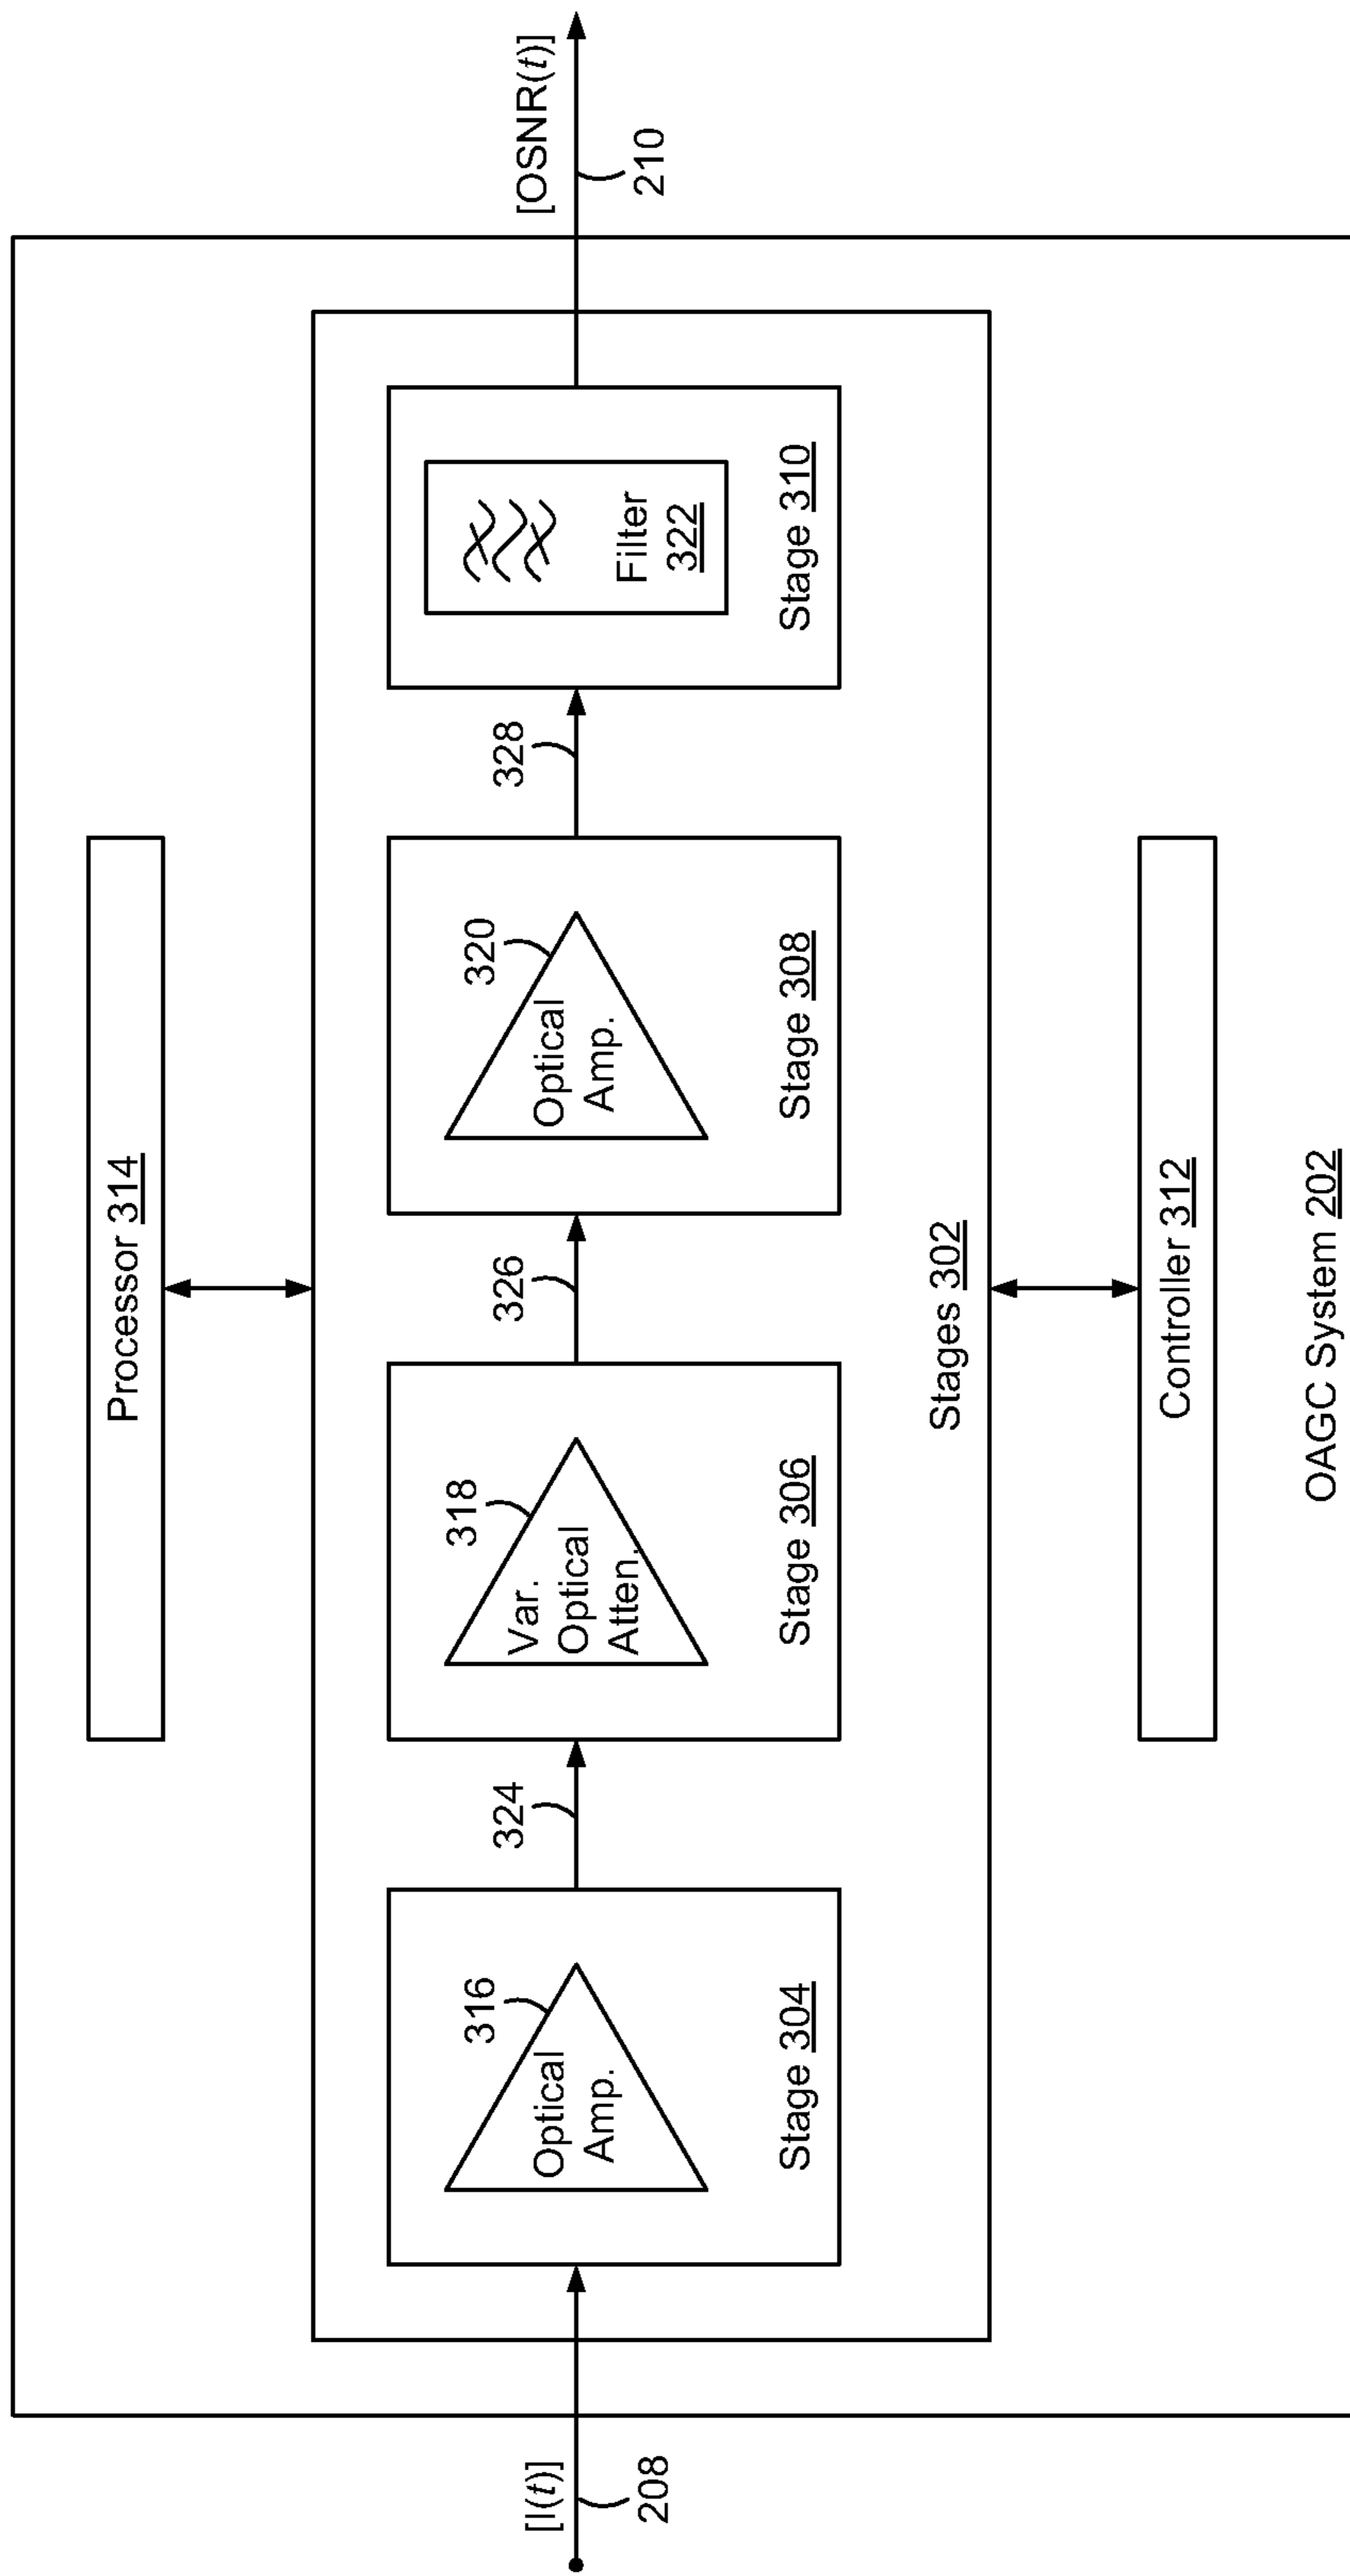 Processor 314
[I(t)]
208
316
Optical
Amp.
Stage 304
324
318
Var.
Optical
Atten.
Stage 306
326
320
Optical
Amp.
Stage 308
328
Filter
322
Stage 310
[OSNR(t)]
210
Stages 302
Controller 312
OAGC System 202